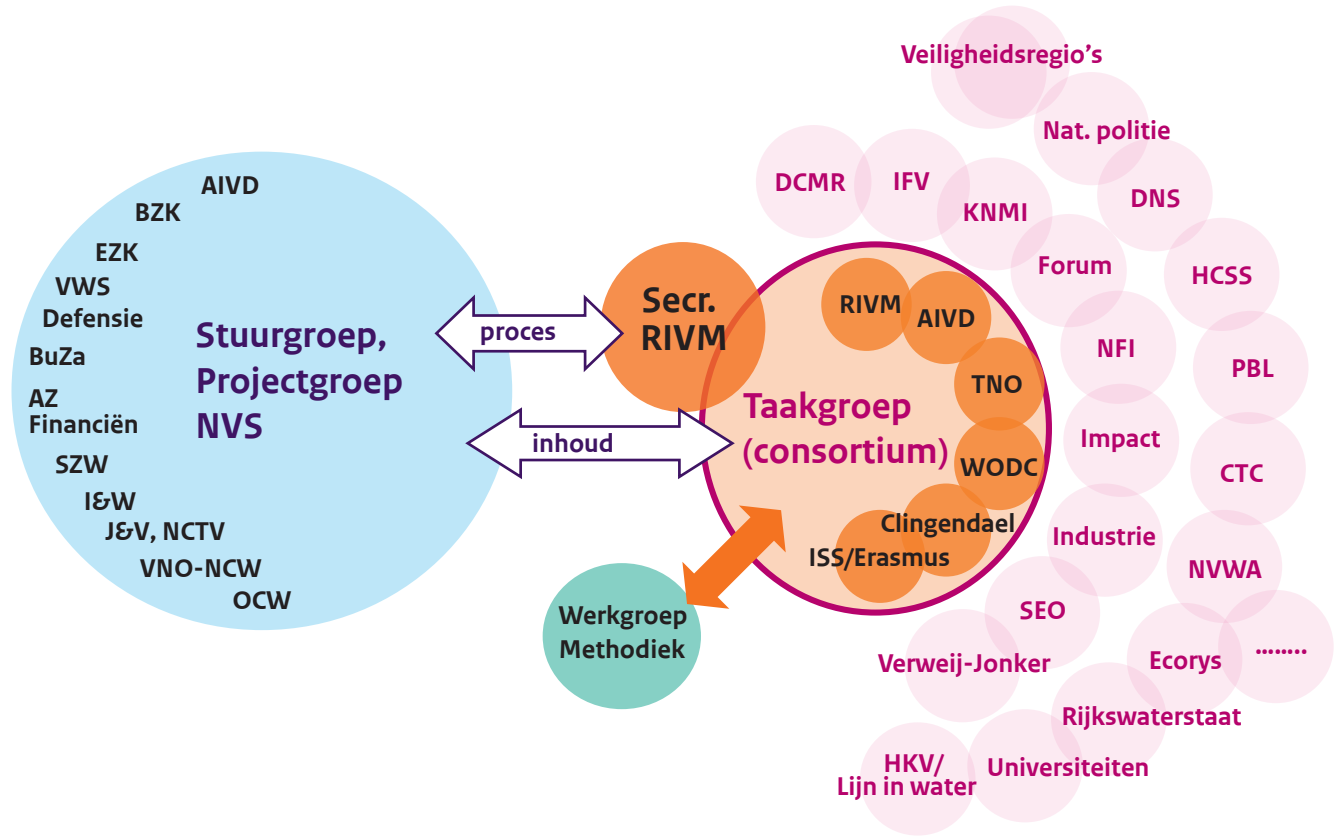 AIVD
BZK
EZK
VWS
Defensie
BuZa
AZ
Financiën
SZW
I&W
J&V, NCTV
VNO-NCW
OCW
Stuurgroep,
Projectgroep
NVS
proces
inhoud
Secr.
RIVM
Werkgroep
Methodiek
Taakgroep
(consortium)
RIVM
AIVD
TNO
WODC
Clingendael
ISS/Erasmus
Veiligheidsregio’s
Nat. politie
DCMR
IFV
KNMI
DNS
Forum
HCSS
NFI
PBL
Impact
CTC
Industrie
NVWA
SEO
Verweij-Jonker
Ecorys
........
Rijkswaterstaat
Universiteiten
HKV/
Lijn in water